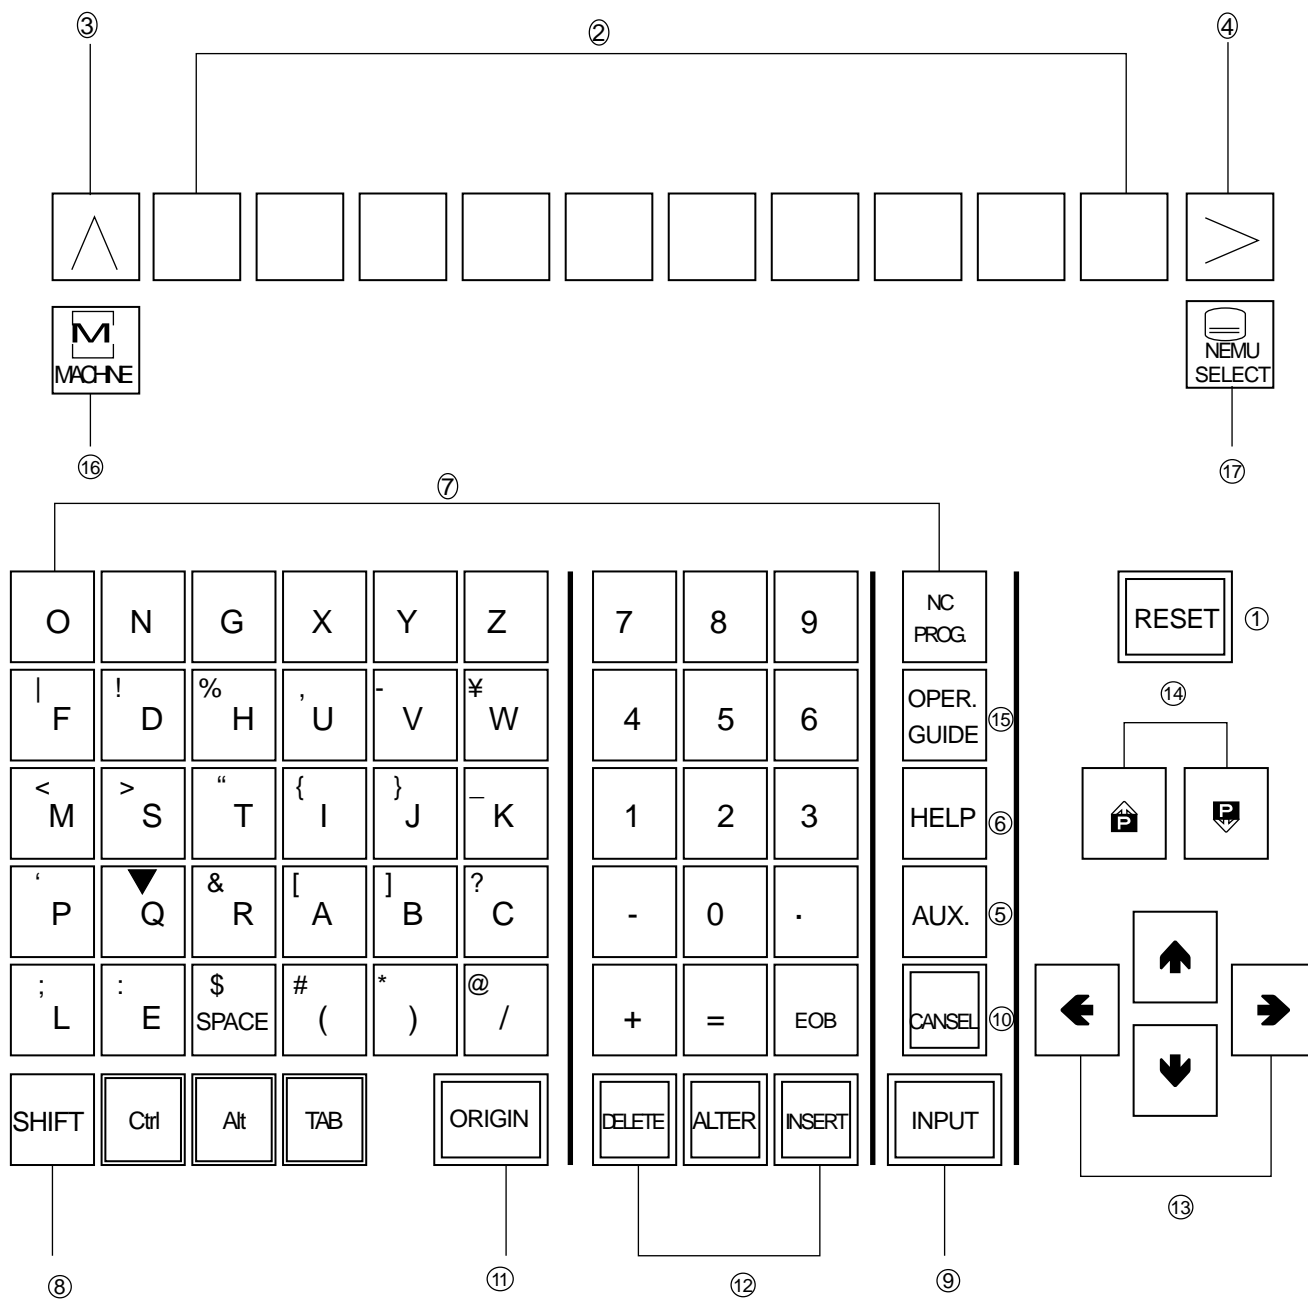 ③ ② ④
M
MACHINE
NEMU
SELECT
⑯ ⑰
⑦
O N G X Y Z 7 8 9 NC
PROG.
RESET ①
| F ! D % H , U - V ¥ W 4 5 6 OPER.
GUIDE ⑮
⑭
< M > S “ T { I } J _ K 1 2 3 HELP ⑥
P P
‘ P Q & R [ A ] B ? C - 0 . AUX. ⑤
; L : E $ SPACE # ( * ) @ / + = EOB CANSEL ⑩
SHIFT Ctrl Alt TAB ORIGIN DELETE ALTER INSERT INPUT
⑬
⑧ ⑪ ⑫ ⑨